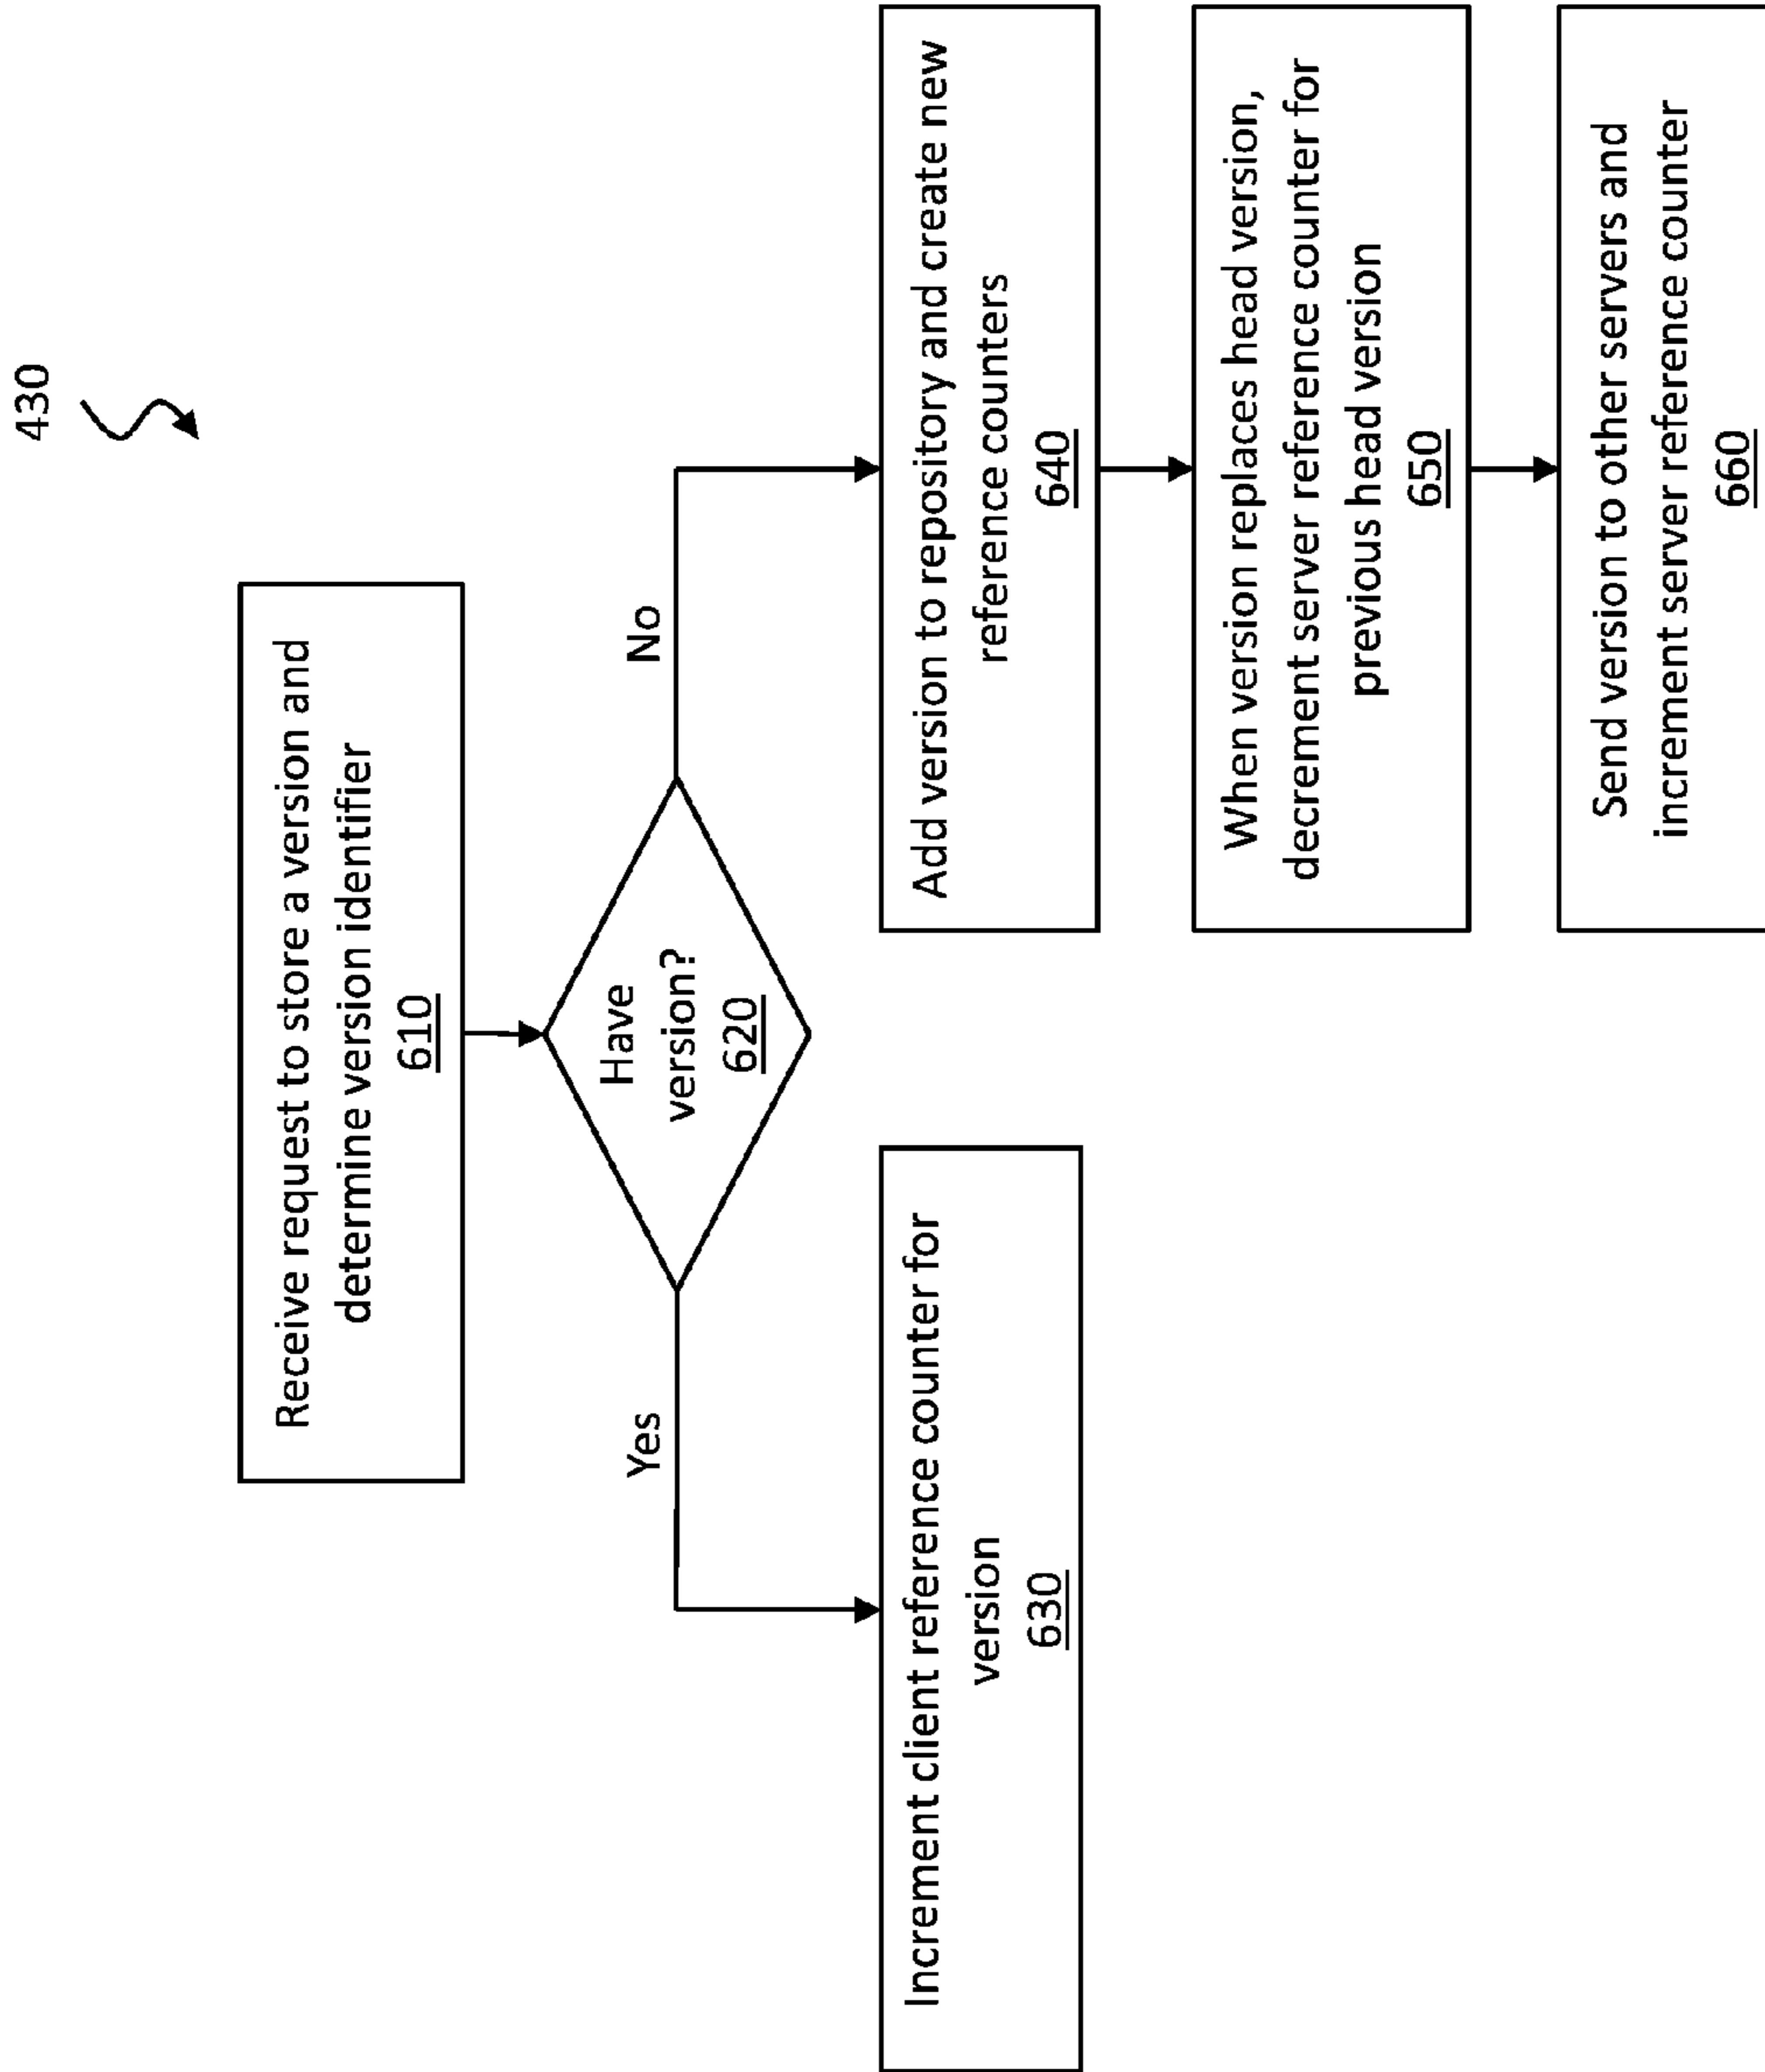 430
Receive request to store a version and
determine version identifier
610
Have
version?
620
Yes
No
Increment client reference counter for
version
630
Add version to repository and create new
reference counters
640
When version replaces head version,
decrement server reference counter for
previous head version
650
Send version to other servers and
increment server reference counter
660